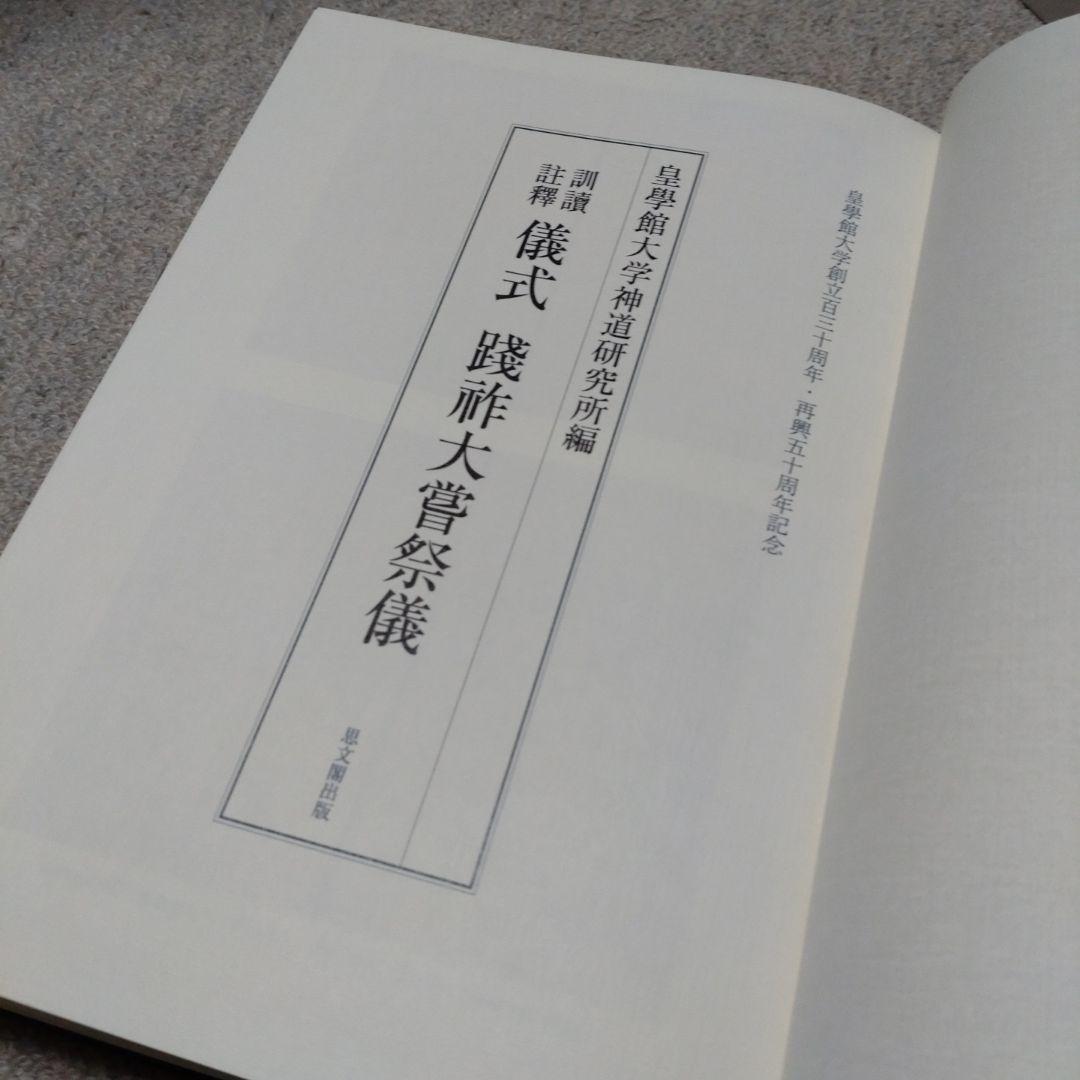 皇學館大学創立百三十周年・再興五十周年記念
皇學館大学神道研究所編
訓讀
註釋
儀式 踐祚大嘗祭儀
思文閣出版